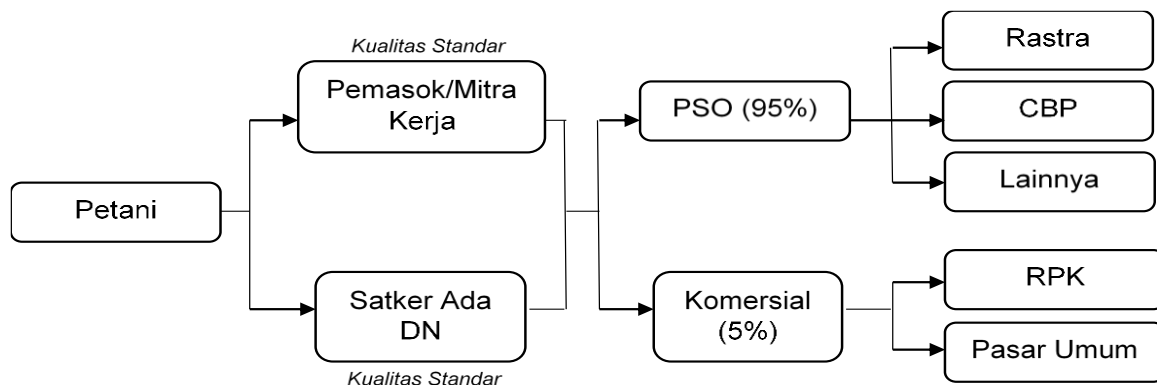 Kualitas Standar
Pemasok/Mitra
Kerja
Petani
Satker Ada
DN
Kualitas Standar
PSO (95%)
Komersial
(5%)
Rastra
CBP
Lainnya
RPK
Pasar Umum